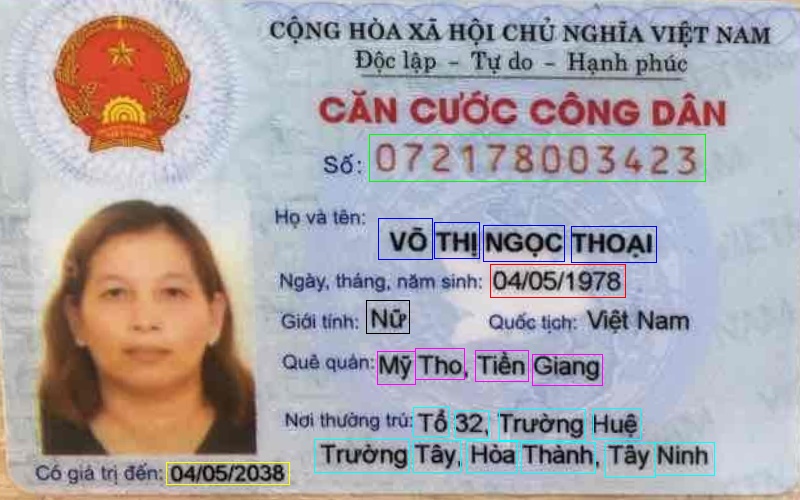 CỘNG HÒA XÃ HỘI CHỦ NGHĨA VIỆT NAM
Độc lập - Tự do - Hạnh phúc
CĂN CƯỚC CÔNG DÂN
Số: 072178003423
Họ và tên:
VÕ THỊ NGỌC THOẠI
Ngày, tháng, năm sinh: 04/05/1978
Giới tính: Nữ Quốc tịch: Việt Nam
Quê quán: Mỹ Tho, Tiền Giang
Nơi thường trú: Tổ 32, Trường Huệ
Trường Tây, Hòa Thành, Tây Ninh
Có giá trị đến: 04/05/2038